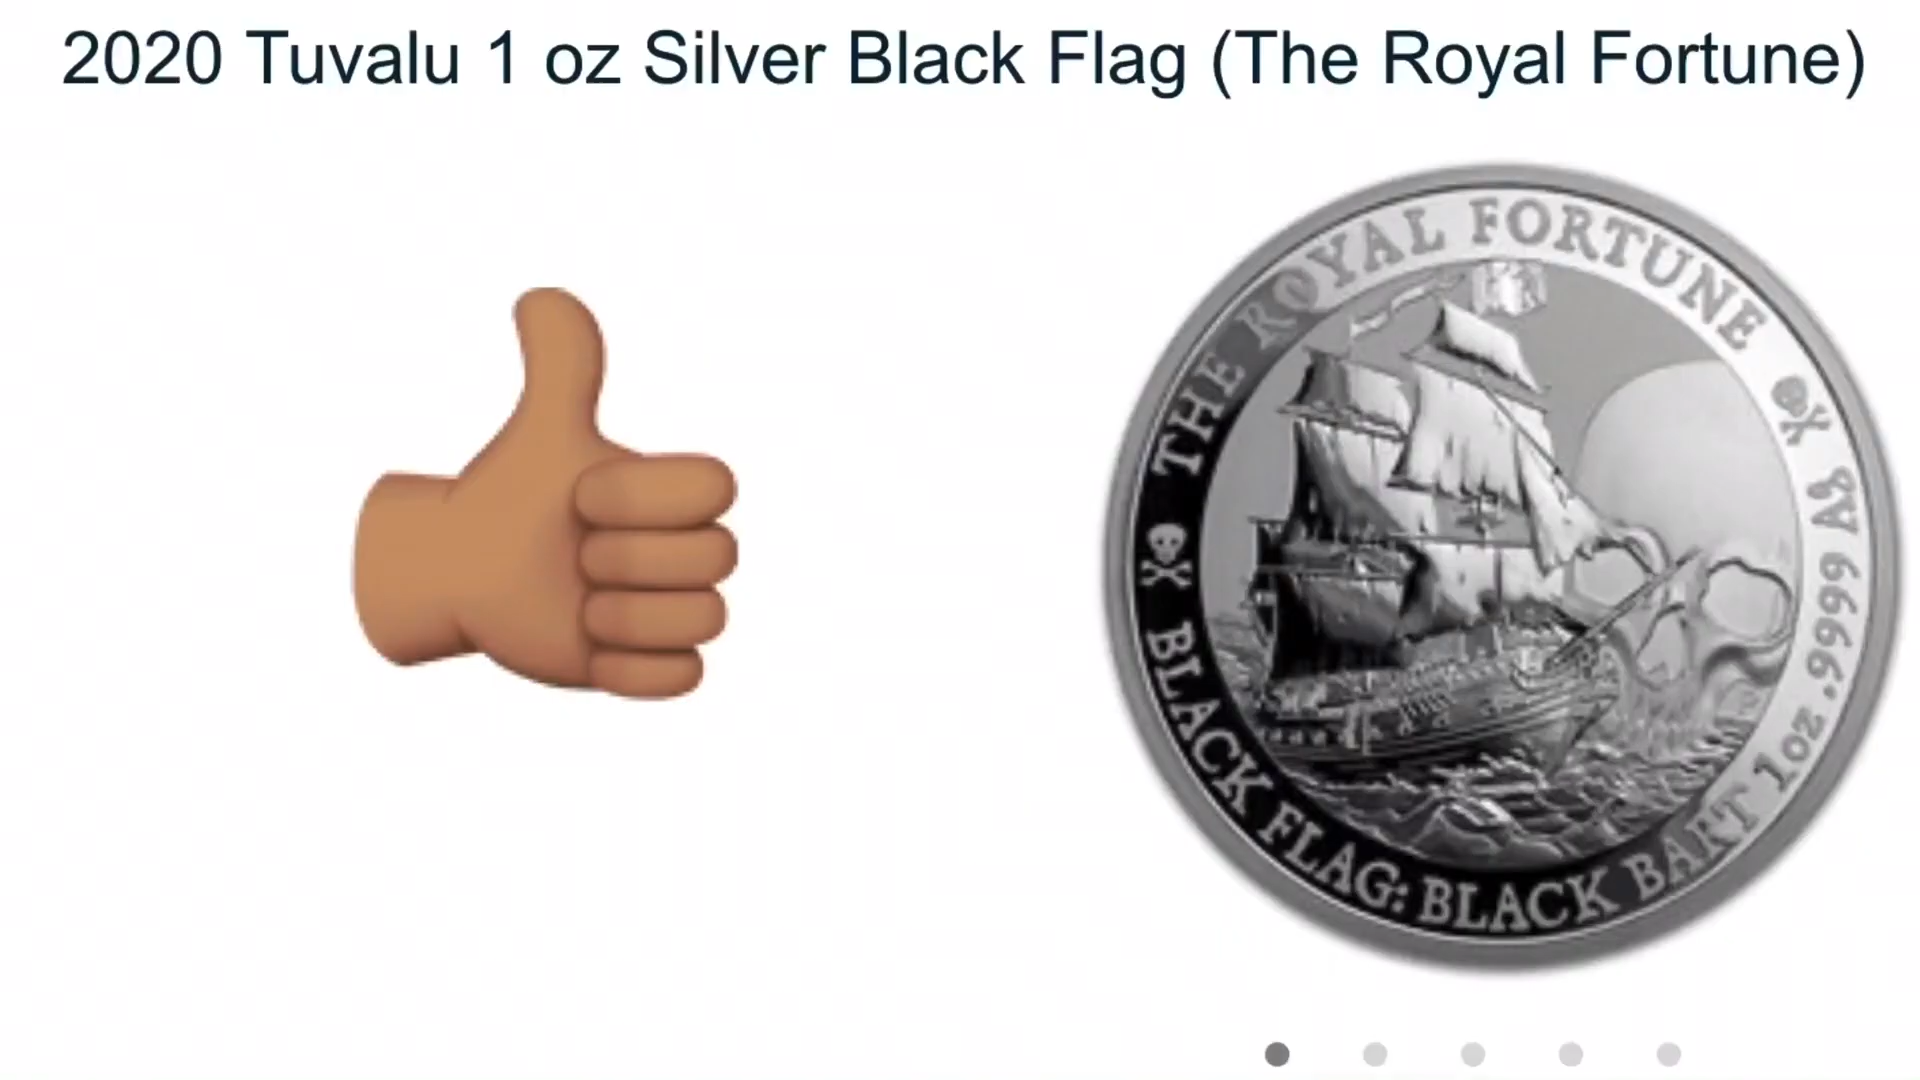 2020 Tuvalu 1 oz Silver Black Flag (The Royal Fortune)
THE ROYAL FORTUNE
1oz .9999 Ag
BLACK FLAG: BLACK BART